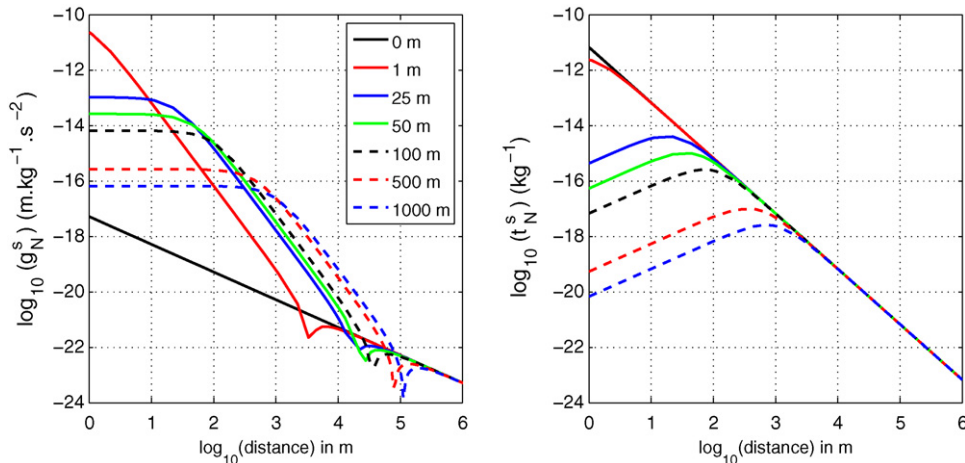 log10 (g_N^s) (m.kg⁻¹.s⁻²)
−10
−12
−14
−16
−18
−20
−22
−24
0 1 2 3 4 5 6
log10(distance) in m
0 m
1 m
25 m
50 m
100 m
500 m
1000 m
log10 (t_N^s) (kg⁻¹)
−10
−12
−14
−16
−18
−20
−22
−24
0 1 2 3 4 5 6
log10(distance) in m